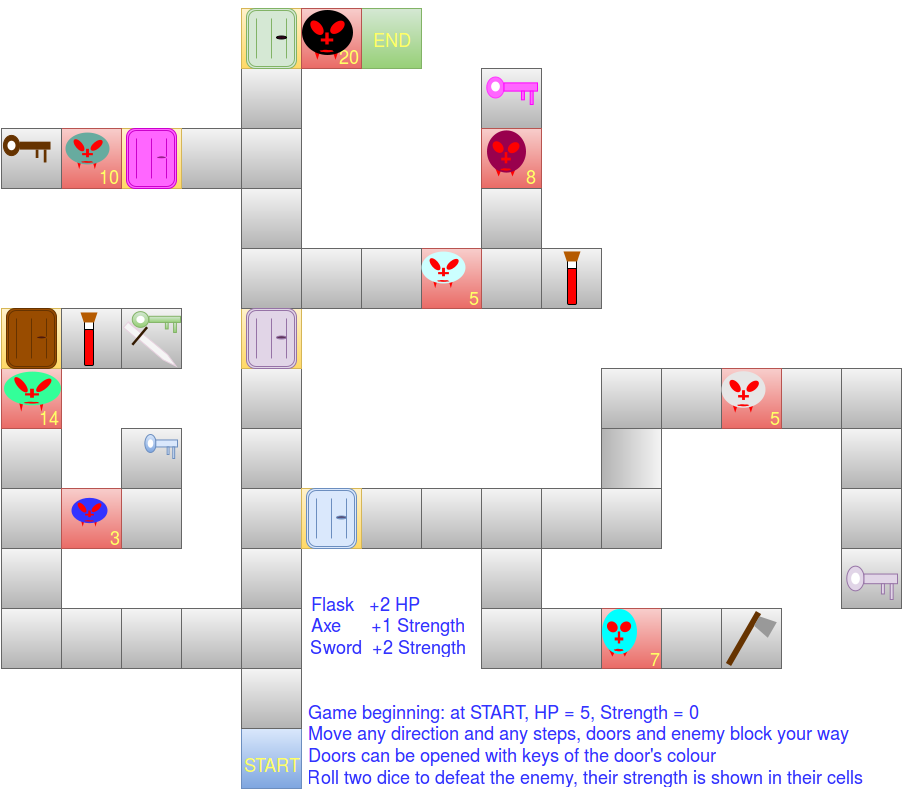 20 END
10
8
5
14
5
3
Flask +2 HP
Axe +1 Strength
Sword +2 Strength
7
Game beginning: at START, HP = 5, Strength = 0
Move any direction and any steps, doors and enemy block your way
START
Doors can be opened with keys of the door's colour
Roll two dice to defeat the enemy, their strength is shown in their cells